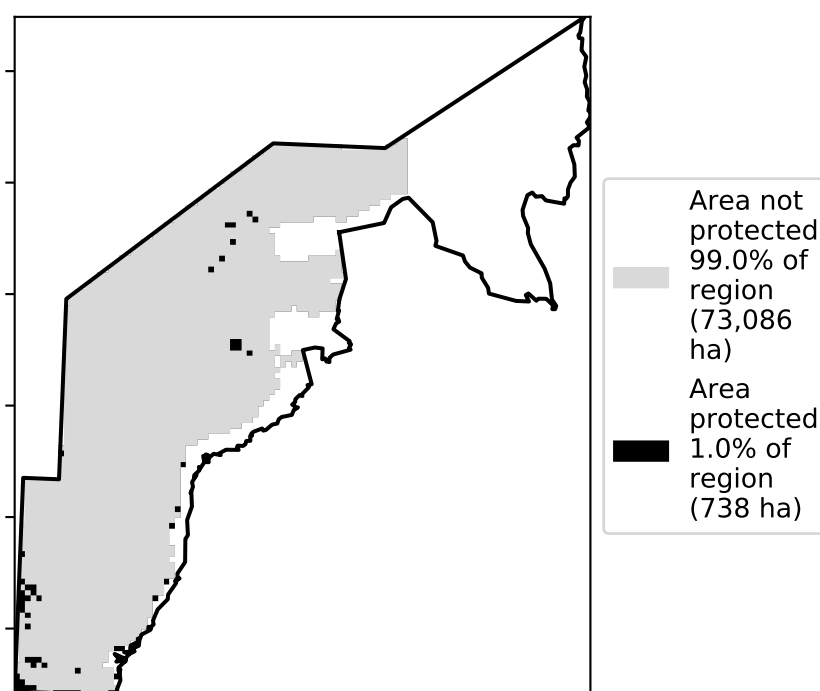 Area not
protected
99.0% of
region
(73,086
ha)
Area
protected
1.0% of
region
(738 ha)